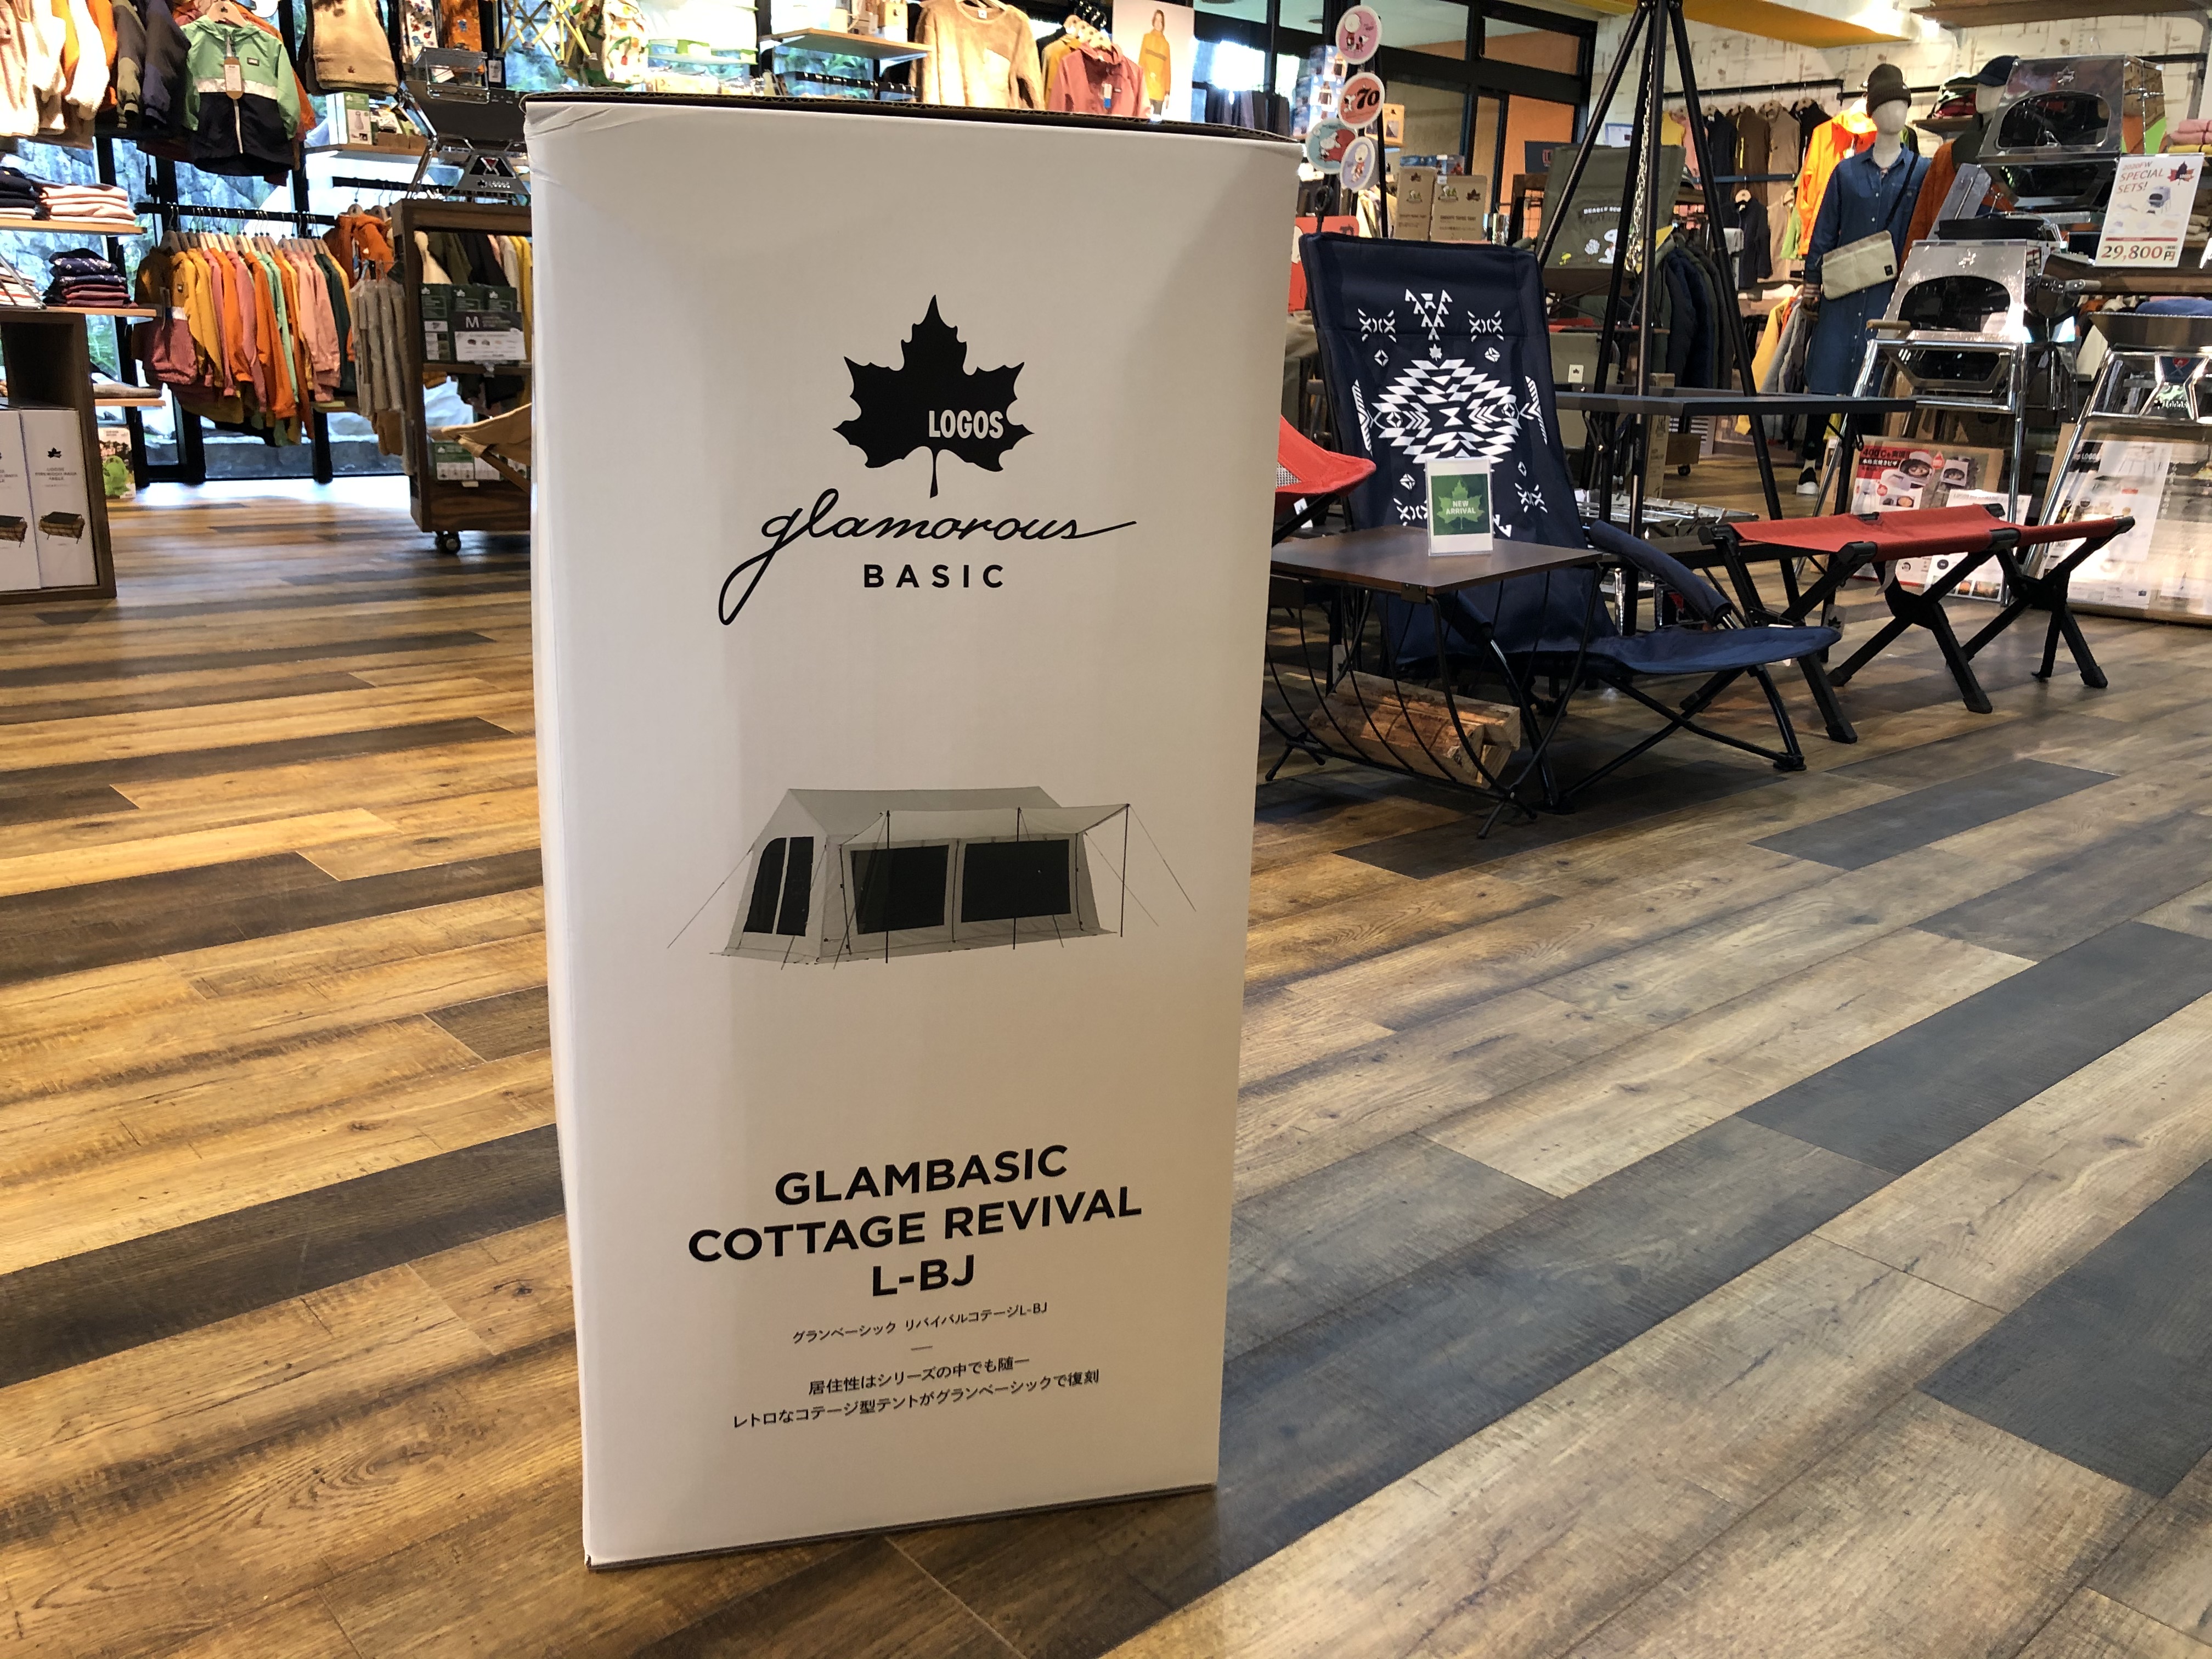 LOGOS
glamorous
BASIC
GLAMBASIC
COTTAGE REVIVAL
L-BJ
グランベーシック リバイバルコテージL-BJ
居住性はシリーズの中でも随一
レトロなコテージ型テントがグランベーシックで復刻
NEW
ARRIVAL
70
SPECIAL
SETS!
29,800円
M
LOGOS